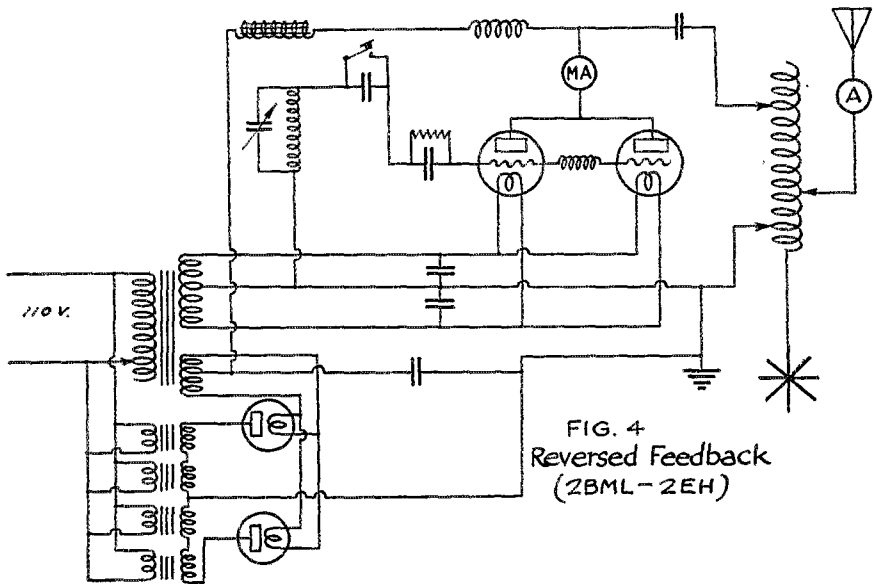 MA
A
110 V.
FIG. 4
Reversed Feedback
(2BML-2EH)